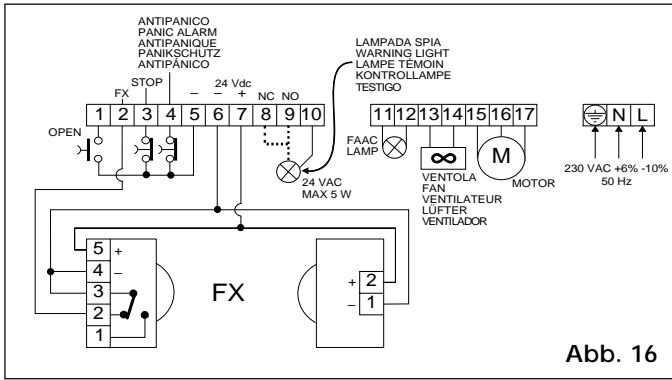 ANTIPANICO
PANIC ALARM
ANTIPANIQUE
PANIKSCHUTZ
ANTIPÁNICO
LAMPADA SPIA
WARNING LIGHT
LAMPE TÉMOIN
KONTROLLAMPE
TESTIGO
STOP
FX
24 Vdc
– – +
NC NO
1 2 3 4 5 6 7 8 9 10
11 12 13 14 15 16 17
N L
OPEN
FAAC
LAMP
M
MOTOR
24 VAC
MAX 5 W
VENTOLA
FAN
VENTILATEUR
LÜFTER
VENTILADOR
230 VAC +6% -10%
50 Hz
5 +
4 –
3
2
1
FX
+ 2
– 1
Abb. 16